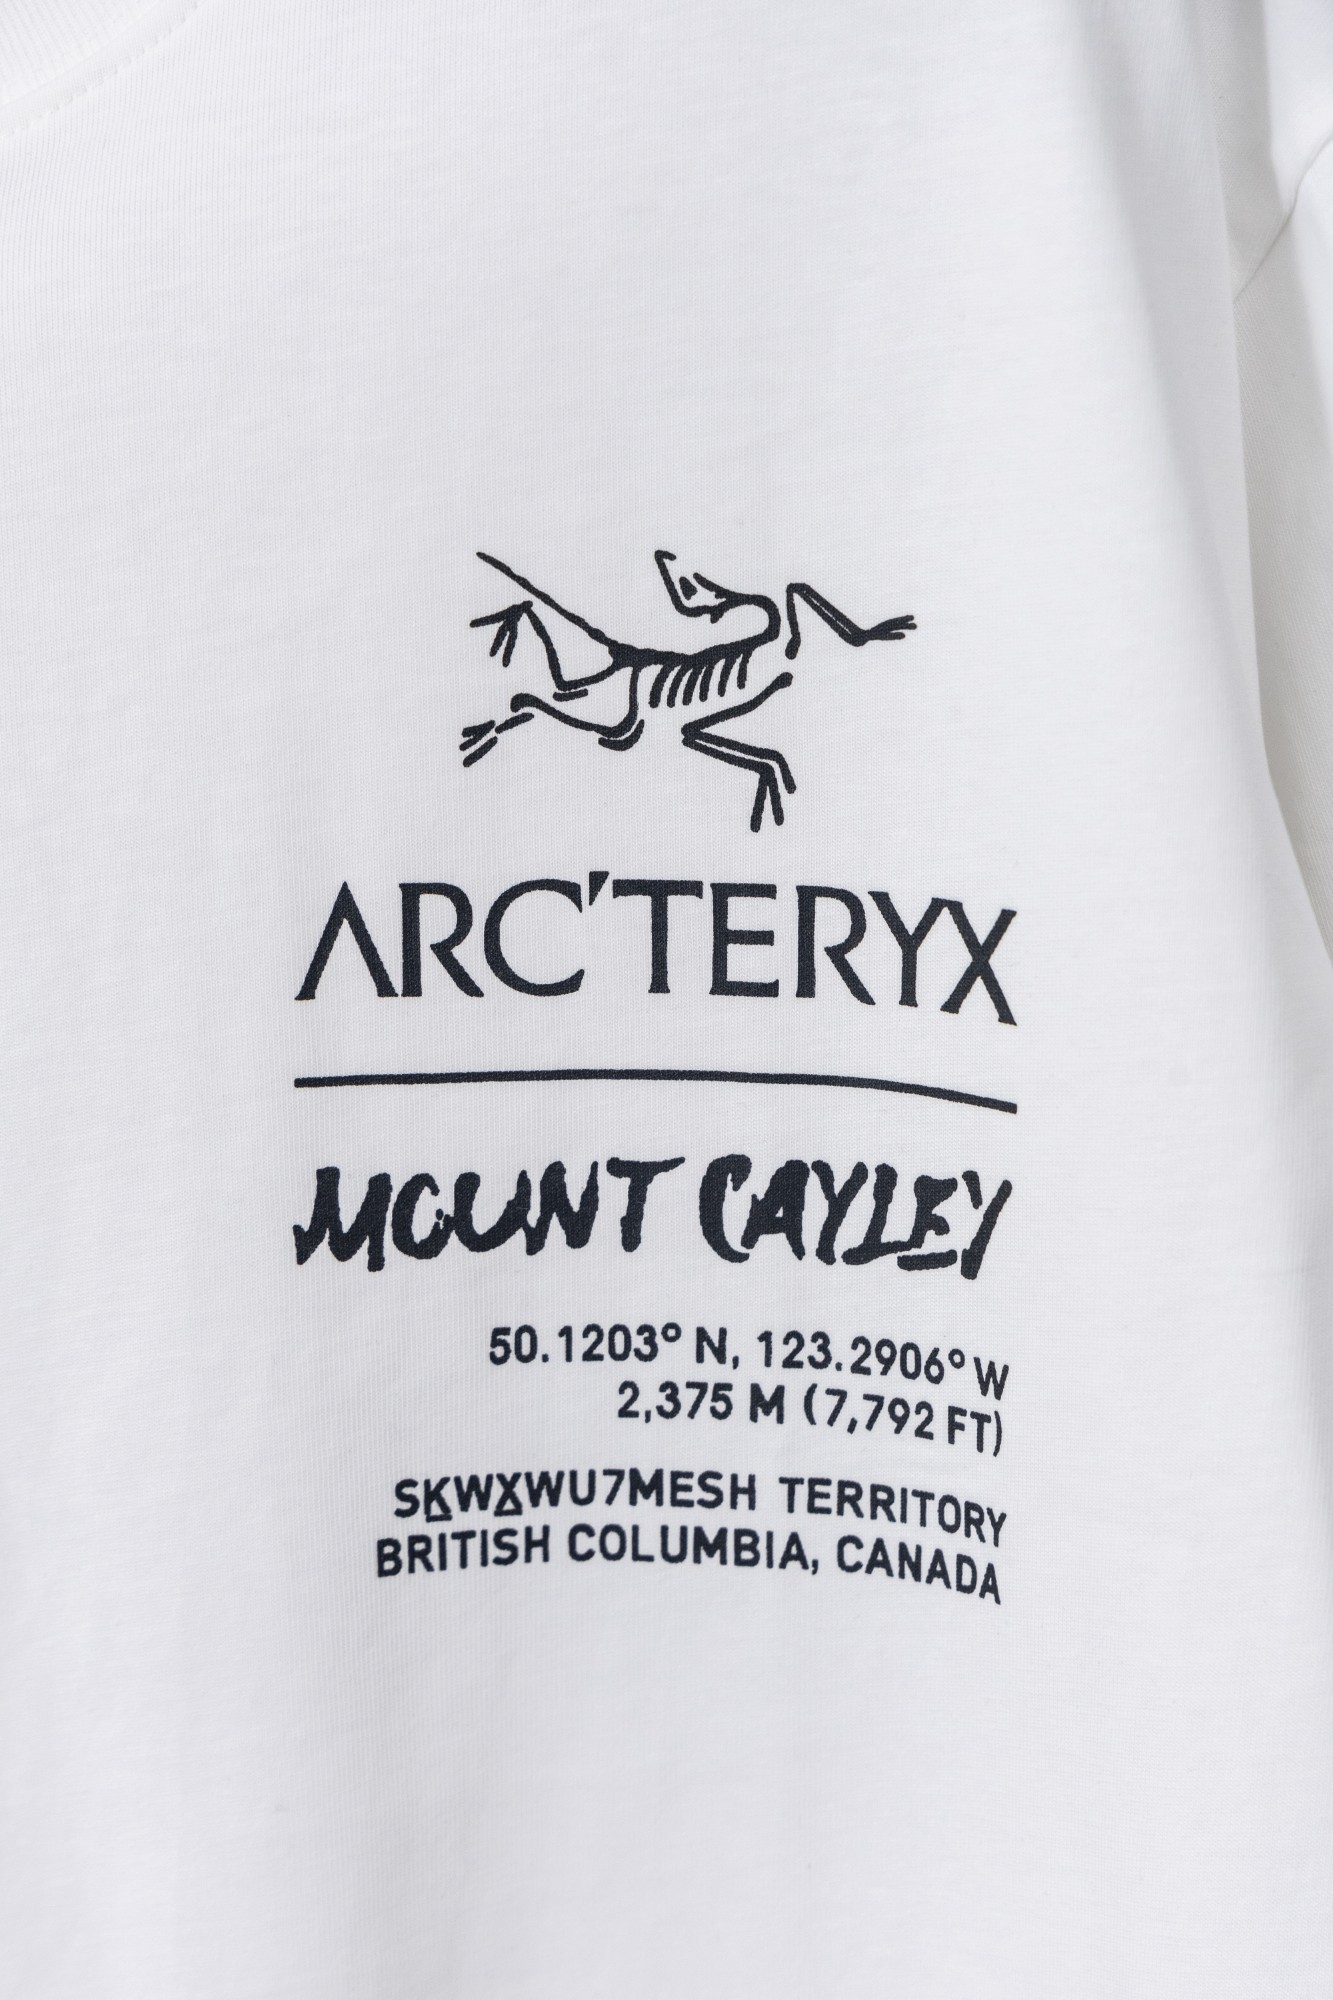 ARC'TERYX
MOUNT CAYLEY
50.1203° N, 123.2906° W
2,375 M (7,792 FT)
SḴWX̱WU7MESH TERRITORY
BRITISH COLUMBIA, CANADA